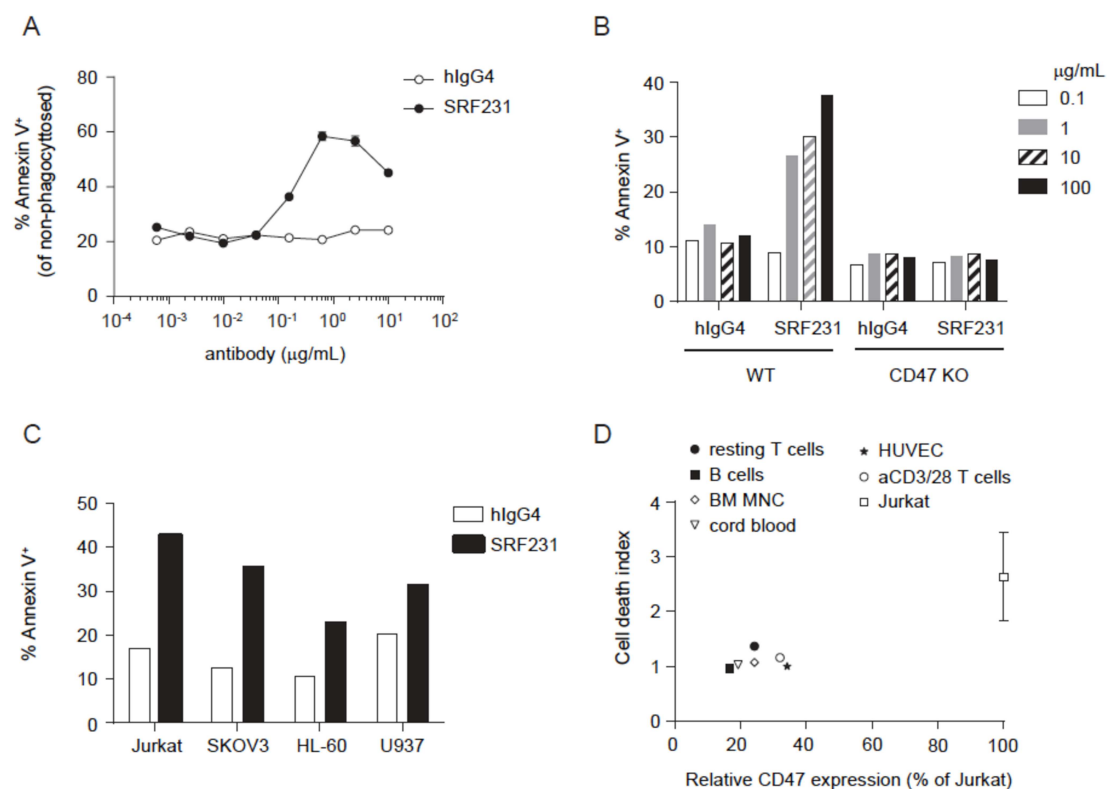 A
hIgG4
SRF231
% Annexin V⁺
(of non-phagocyttosed)
80
60
40
20
0
10⁻⁴ 10⁻³ 10⁻² 10⁻¹ 10⁰ 10¹ 10²
antibody (μg/mL)
B
μg/mL
0.1
1
10
100
% Annexin V⁺
40
30
20
10
0
hIgG4 SRF231 hIgG4 SRF231
WT CD47 KO
C
hIgG4
SRF231
% Annexin V⁺
50
40
30
20
10
0
Jurkat SKOV3 HL-60 U937
D
resting T cells
B cells
BM MNC
cord blood
HUVEC
aCD3/28 T cells
Jurkat
Cell death index
4
3
2
1
0
0 20 40 60 80 100
Relative CD47 expression (% of Jurkat)